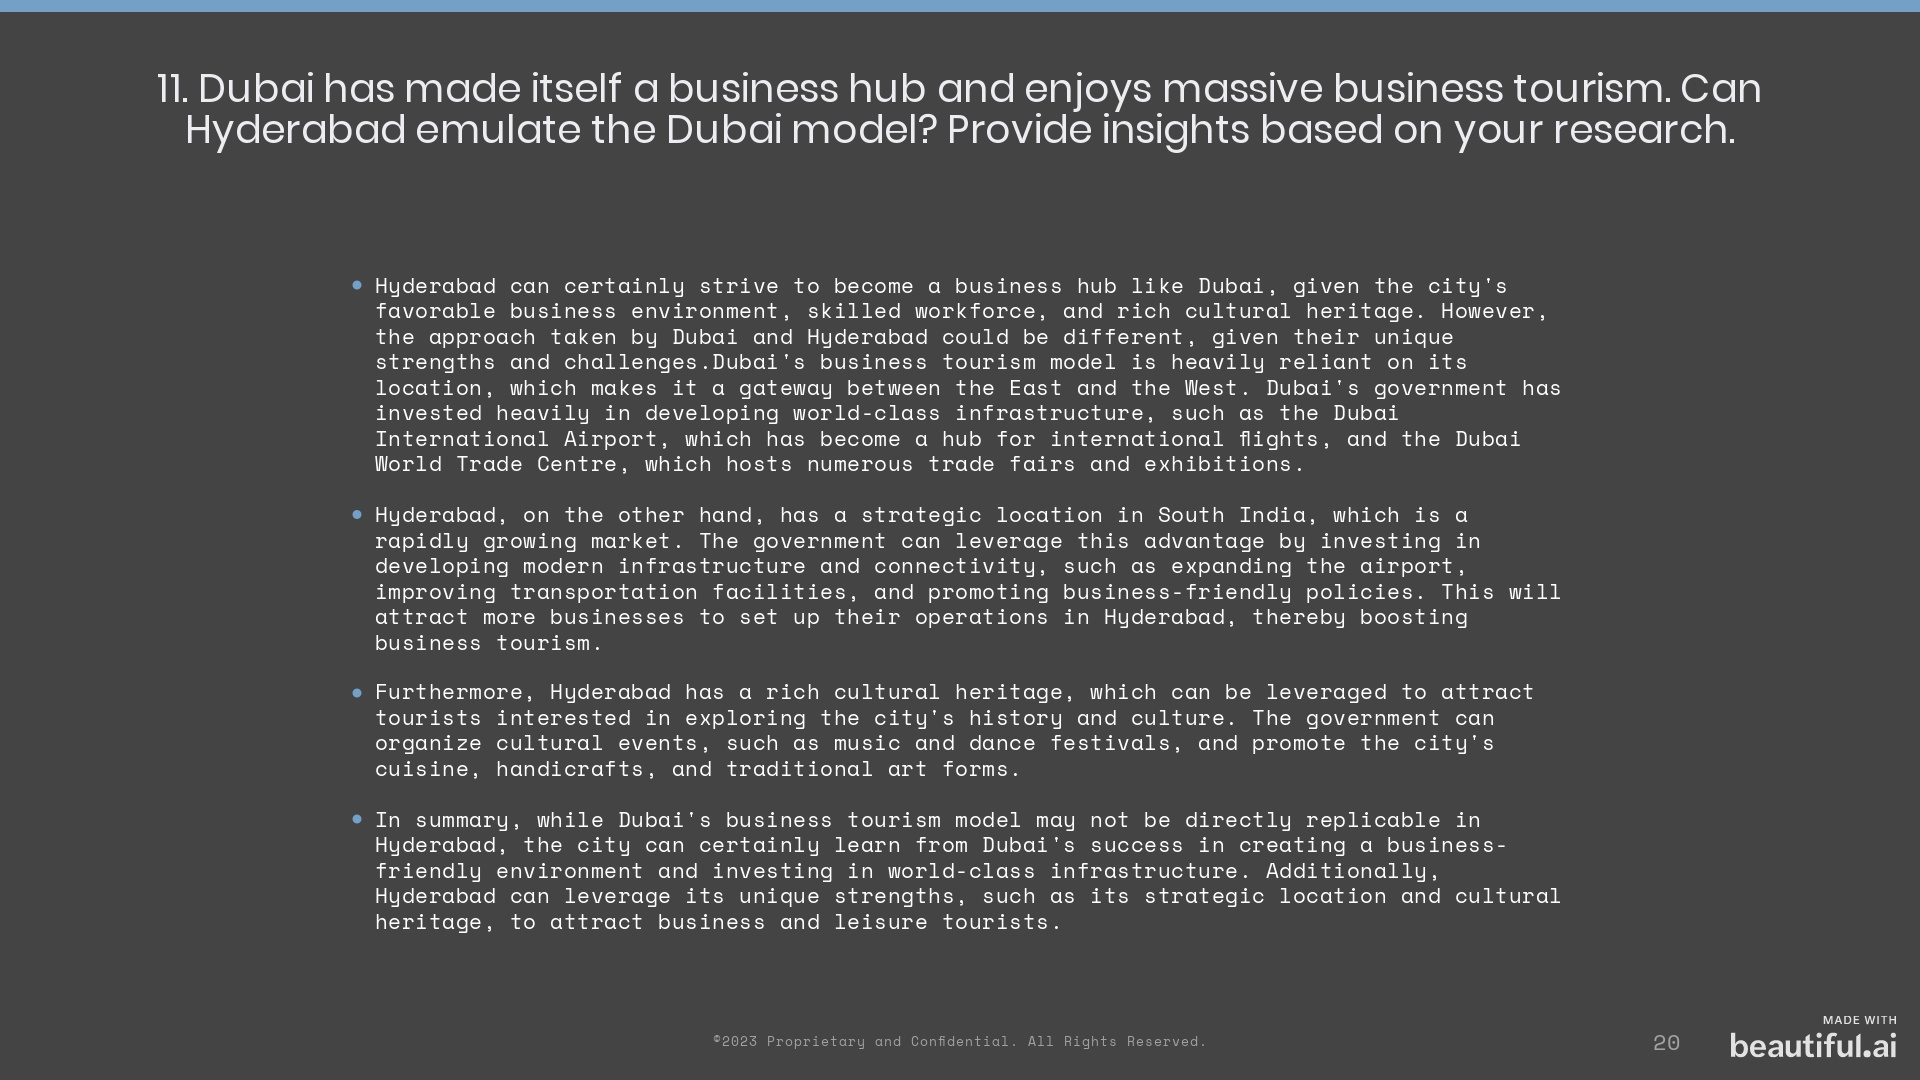 11. Dubai has made itself a business hub and enjoys massive business tourism. Can
Hyderabad emulate the Dubai model? Provide insights based on your research.
• Hyderabad can certainly strive to become a business hub like Dubai, given the city's
favorable business environment, skilled workforce, and rich cultural heritage. However,
the approach taken by Dubai and Hyderabad could be different, given their unique
strengths and challenges.Dubai's business tourism model is heavily reliant on its
location, which makes it a gateway between the East and the West. Dubai's government has
invested heavily in developing world-class infrastructure, such as the Dubai
International Airport, which has become a hub for international flights, and the Dubai
World Trade Centre, which hosts numerous trade fairs and exhibitions.
• Hyderabad, on the other hand, has a strategic location in South India, which is a
rapidly growing market. The government can leverage this advantage by investing in
developing modern infrastructure and connectivity, such as expanding the airport,
improving transportation facilities, and promoting business-friendly policies. This will
attract more businesses to set up their operations in Hyderabad, thereby boosting
business tourism.
• Furthermore, Hyderabad has a rich cultural heritage, which can be leveraged to attract
tourists interested in exploring the city's history and culture. The government can
organize cultural events, such as music and dance festivals, and promote the city's
cuisine, handicrafts, and traditional art forms.
• In summary, while Dubai's business tourism model may not be directly replicable in
Hyderabad, the city can certainly learn from Dubai's success in creating a business-
friendly environment and investing in world-class infrastructure. Additionally,
Hyderabad can leverage its unique strengths, such as its strategic location and cultural
heritage, to attract business and leisure tourists.
©2023 Proprietary and Confidential. All Rights Reserved.
20
MADE WITH
beautiful.ai